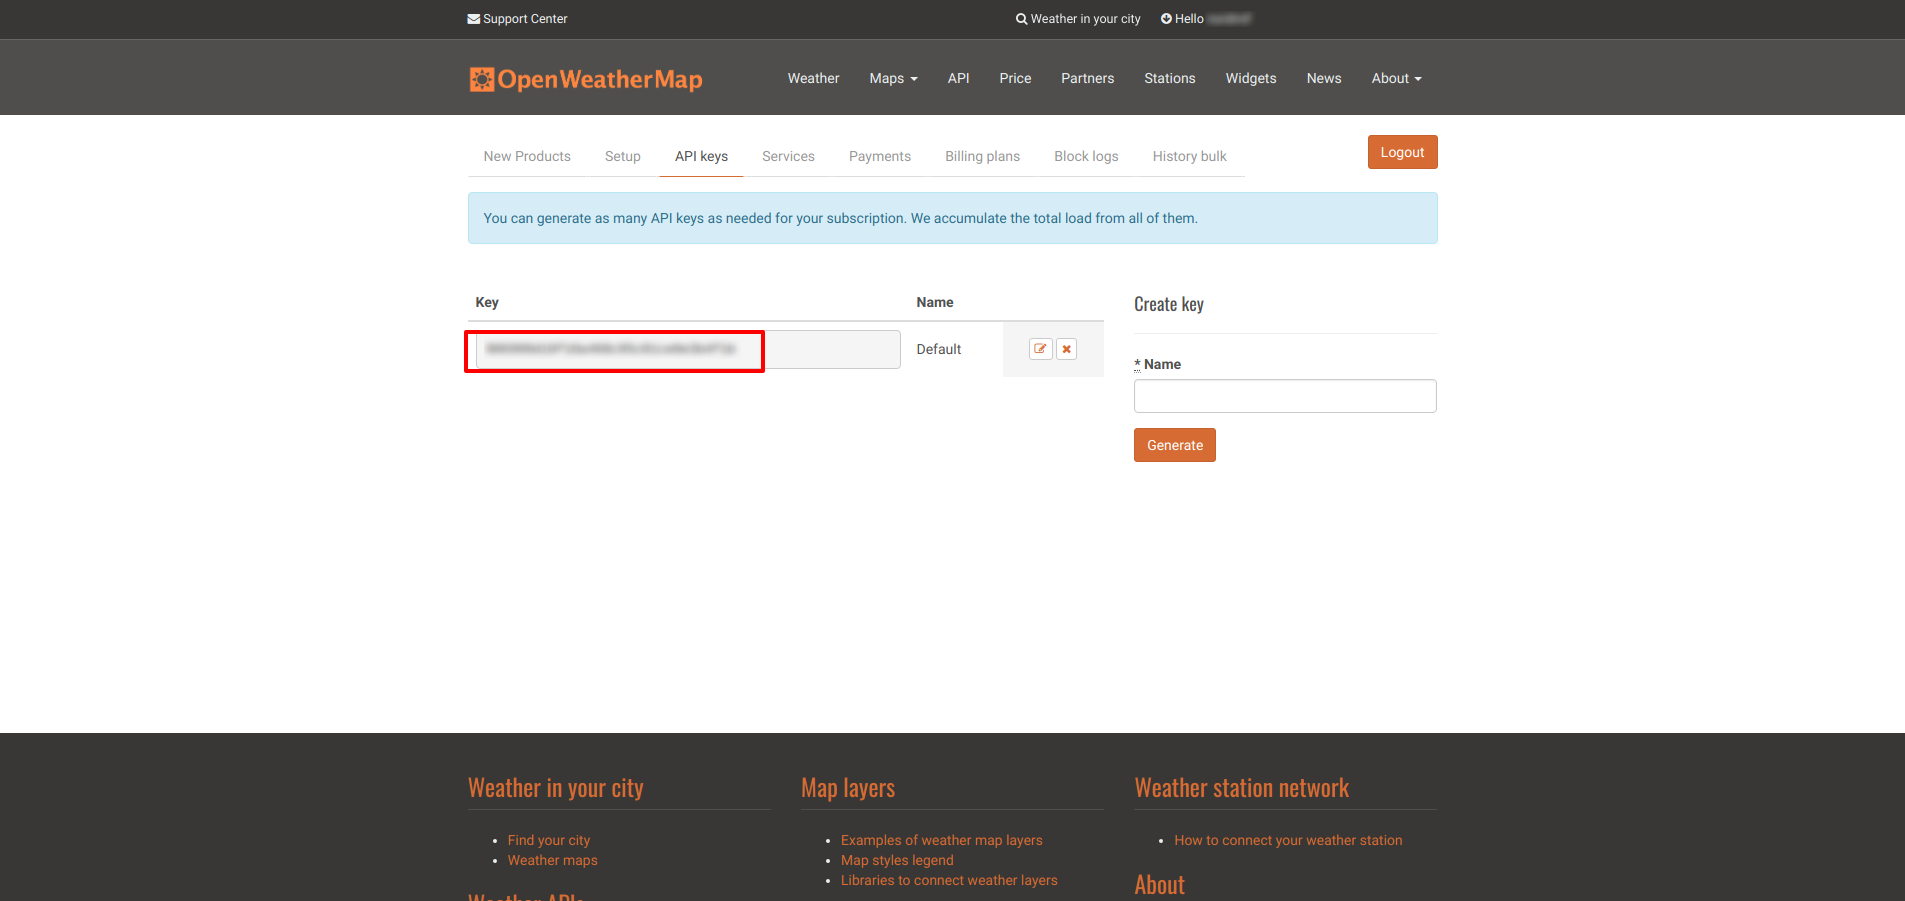 Support Center
Weather in your city
Hello
OpenWeatherMap
Weather
Maps
API
Price
Partners
Stations
Widgets
News
About
New Products
Setup
API keys
Services
Payments
Billing plans
Block logs
History bulk
Logout
You can generate as many API keys as needed for your subscription. We accumulate the total load from all of them.
Key
Name
Default
Create key
* Name
Generate
Weather in your city
Find your city
Weather maps
Map layers
Examples of weather map layers
Map styles legend
Libraries to connect weather layers
Weather station network
How to connect your weather station
About